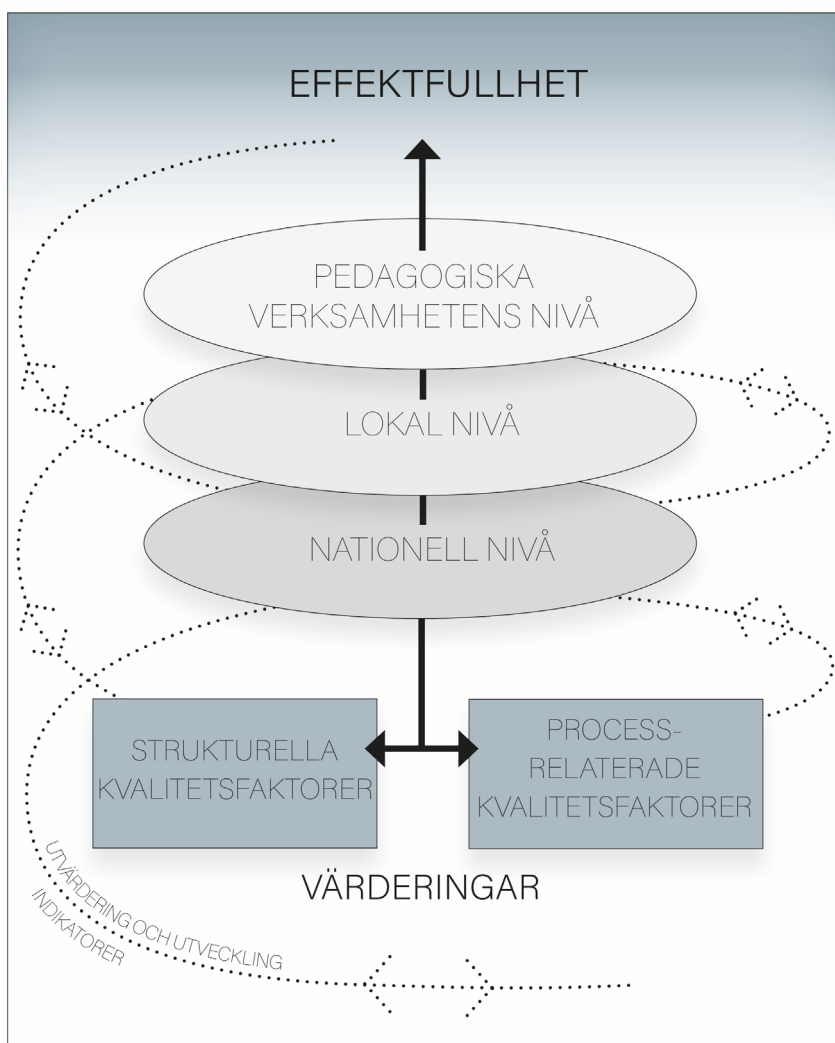 EFFEKTFULLHET
PEDAGOGISKA
VERKSAMHETENS NIVÅ
LOKAL NIVÅ
NATIONELL NIVÅ
STRUKTURELLA
KVALITETSFAKTORER
PROCESS-
RELATERADE
KVALITETSFAKTORER
VÄRDERINGAR
UTVÄRDERING OCH UTVECKLING
INDIKATORER